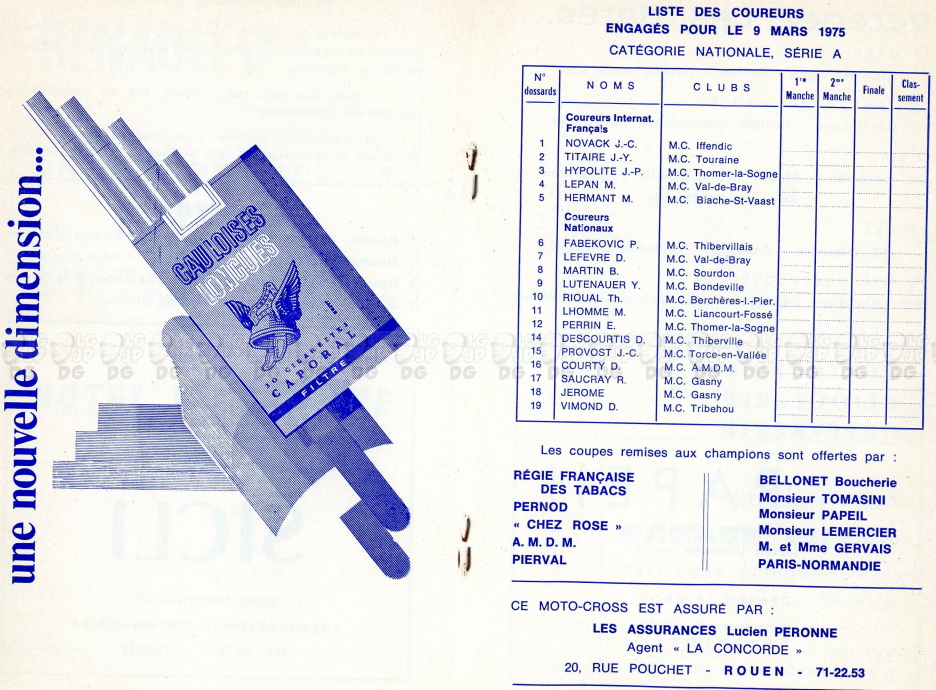 une nouvelle dimension...
GAULOISES
LONGUES
20 CIGARETTES
CAPORAL
FILTRE
LISTE DES COUREURS
ENGAGÉS POUR LE 9 MARS 1975
CATÉGORIE NATIONALE, SÉRIE A
N° dossards NOMS CLUBS 1re Manche 2me Manche Finale Clas-sement
Coureurs Internat.
Français
1 NOVACK J.-C. M.C. Iffendic
2 TITAIRE J.-Y. M.C. Touraine
3 HYPOLITE J.-P. M.C. Thomer-la-Sogne
4 LEPAN M. M.C. Val-de-Bray
5 HERMANT M. M.C. Biache-St-Vaast
Coureurs
Nationaux
6 FABEKOVIC P. M.C. Thibervillais
7 LEFEVRE D. M.C. Val-de-Bray
8 MARTIN B. M.C. Sourdon
9 LUTENAUER Y. M.C. Bondeville
10 RIOUAL Th. M.C. Berchères-l.-Pier.
11 LHOMME M. M.C. Liancourt-Fossé
12 PERRIN E. M.C. Thomer-la-Sogne
14 DESCOURTIS D. M.C. Thiberville
15 PROVOST J.-C. M.C. Torce-en-Vallée
16 COURTY D. M.C. A.M.D.M.
17 SAUCRAY R. M.C. Gasny
18 JEROME M.C. Gasny
19 VIMOND D. M.C. Tribehou
Les coupes remises aux champions sont offertes par :
RÉGIE FRANÇAISE
DES TABACS
PERNOD
« CHEZ ROSE »
A. M. D. M.
PIERVAL
BELLONET Boucherie
Monsieur TOMASINI
Monsieur PAPEIL
Monsieur LEMERCIER
M. et Mme GERVAIS
PARIS-NORMANDIE
CE MOTO-CROSS EST ASSURÉ PAR :
LES ASSURANCES Lucien PERONNE
Agent « LA CONCORDE »
20, RUE POUCHET - ROUEN - 71-22.53